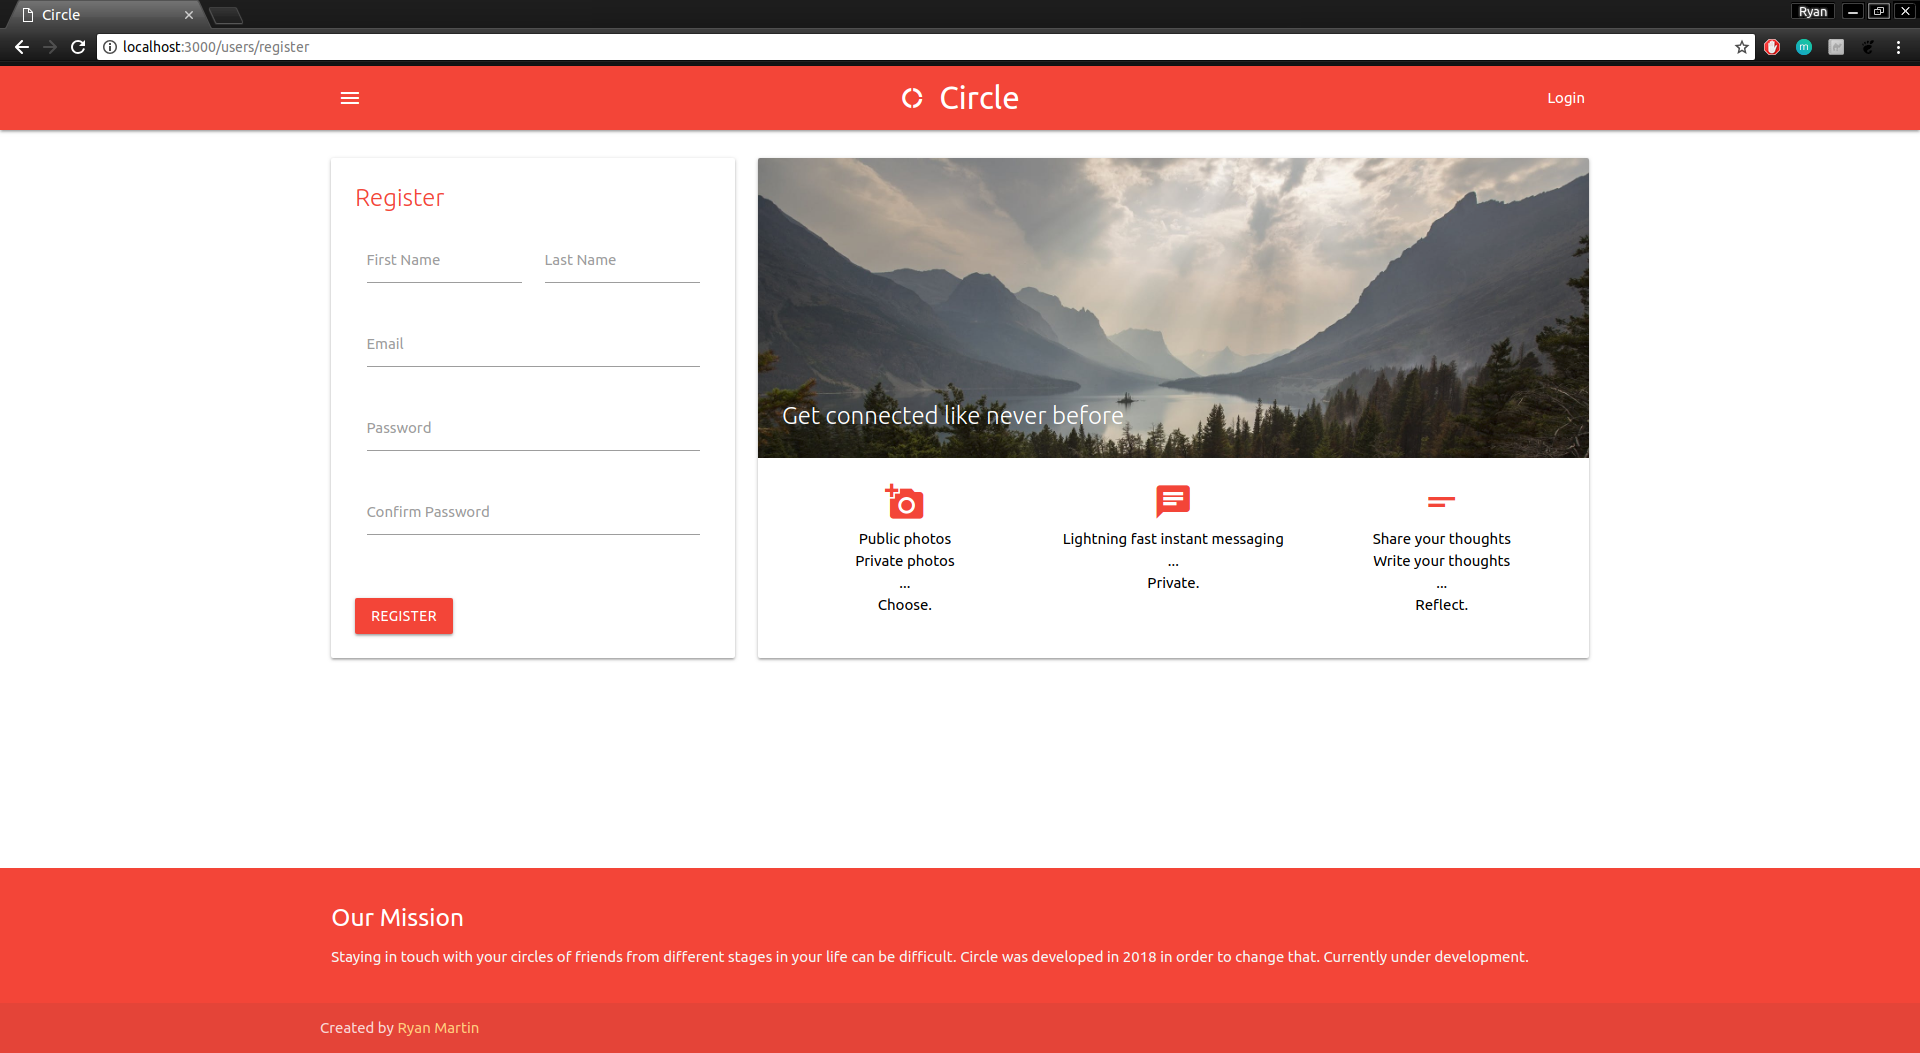 Circle
Ryan
localhost:3000/users/register
Circle
Login
Register
First Name
Last Name
Email
Password
Confirm Password
REGISTER
Get connected like never before
Public photos
Private photos
...
Choose.
Lightning fast instant messaging
...
Private.
Share your thoughts
Write your thoughts
...
Reflect.
Our Mission
Staying in touch with your circles of friends from different stages in your life can be difficult. Circle was developed in 2018 in order to change that. Currently under development.
Created by Ryan Martin